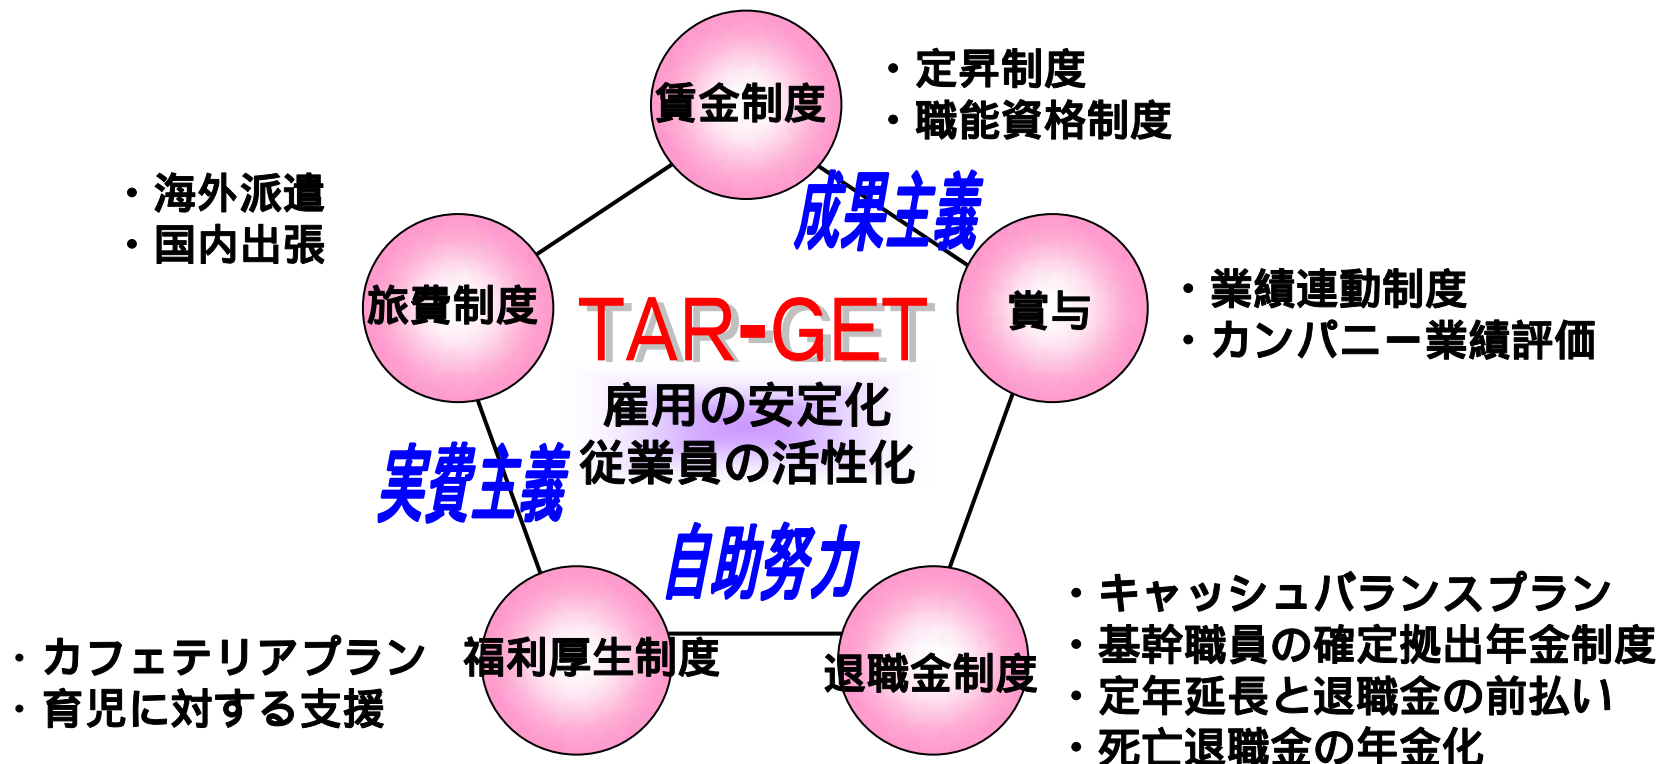 賃金制度
・定昇制度
・職能資格制度
成果主義
・海外派遣
・国内出張
旅費制度
賞与
・業績連動制度
・カンパニー業績評価
TAR-GET
雇用の安定化
従業員の活性化
実費主義
自助努力
・カフェテリアプラン
・育児に対する支援
福利厚生制度
退職金制度
・キャッシュバランスプラン
・基幹職員の確定拠出年金制度
・定年延長と退職金の前払い
・死亡退職金の年金化